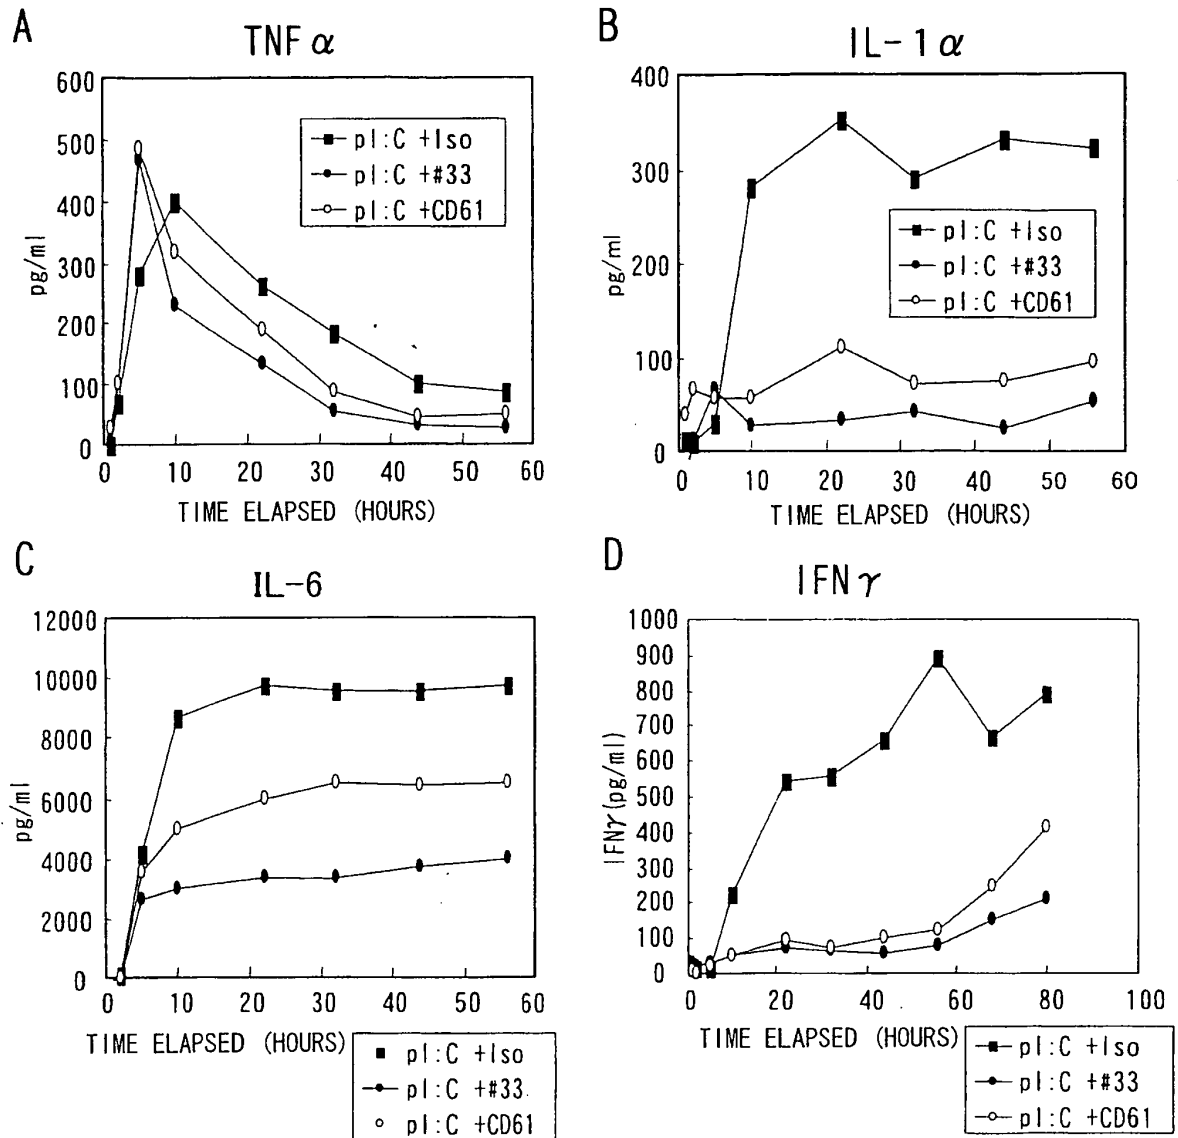 A
TNF α
600
500
400
300
200
100
0
pg/ml
pI:C +Iso
pI:C +#33
pI:C +CD61
0 10 20 30 40 50 60
TIME ELAPSED (HOURS)
B
IL-1α
400
300
200
100
0
pg/ml
pI:C +Iso
pI:C +#33
pI:C +CD61
0 10 20 30 40 50 60
TIME ELAPSED (HOURS)
C
IL-6
12000
10000
8000
6000
4000
2000
0
pg/ml
0 10 20 30 40 50 60
TIME ELAPSED (HOURS)
pI:C +Iso
pI:C +#33
pI:C +CD61
D
IFNγ
1000
900
800
700
600
500
400
300
200
100
0
IFNγ(pg/ml)
0 20 40 60 80 100
TIME ELAPSED (HOURS)
pI:C +Iso
pI:C +#33
pI:C +CD61